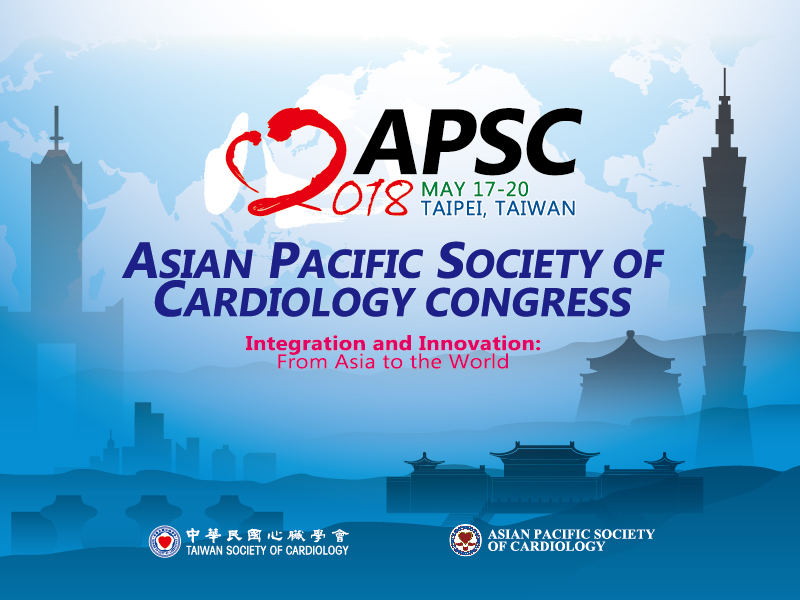 APSC
2018 MAY 17-20
TAIPEI, TAIWAN
ASIAN PACIFIC SOCIETY OF
CARDIOLOGY CONGRESS
Integration and Innovation:
From Asia to the World
中華民國心臟學會
TAIWAN SOCIETY OF CARDIOLOGY
ASIAN PACIFIC SOCIETY
OF CARDIOLOGY